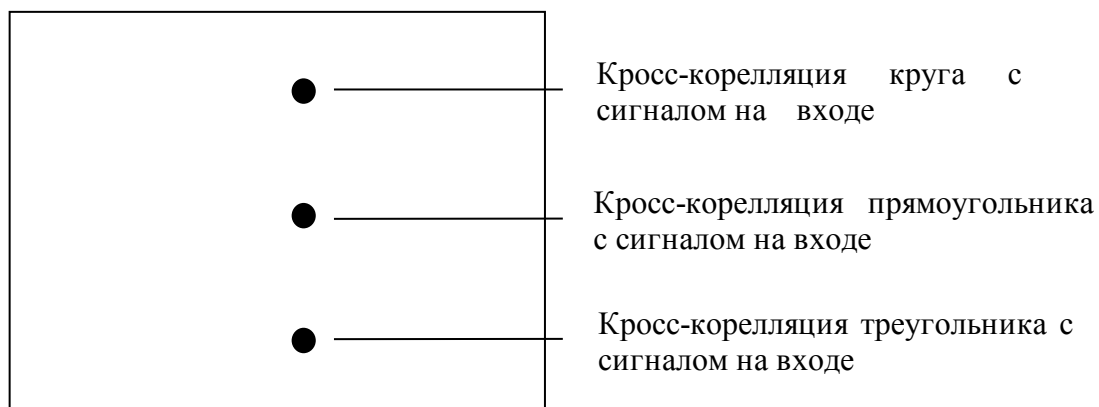 Кросс-корелляция круга с
сигналом на входе
Кросс-корелляция прямоугольника
с сигналом на входе
Кросс-корелляция треугольника с
сигналом на входе